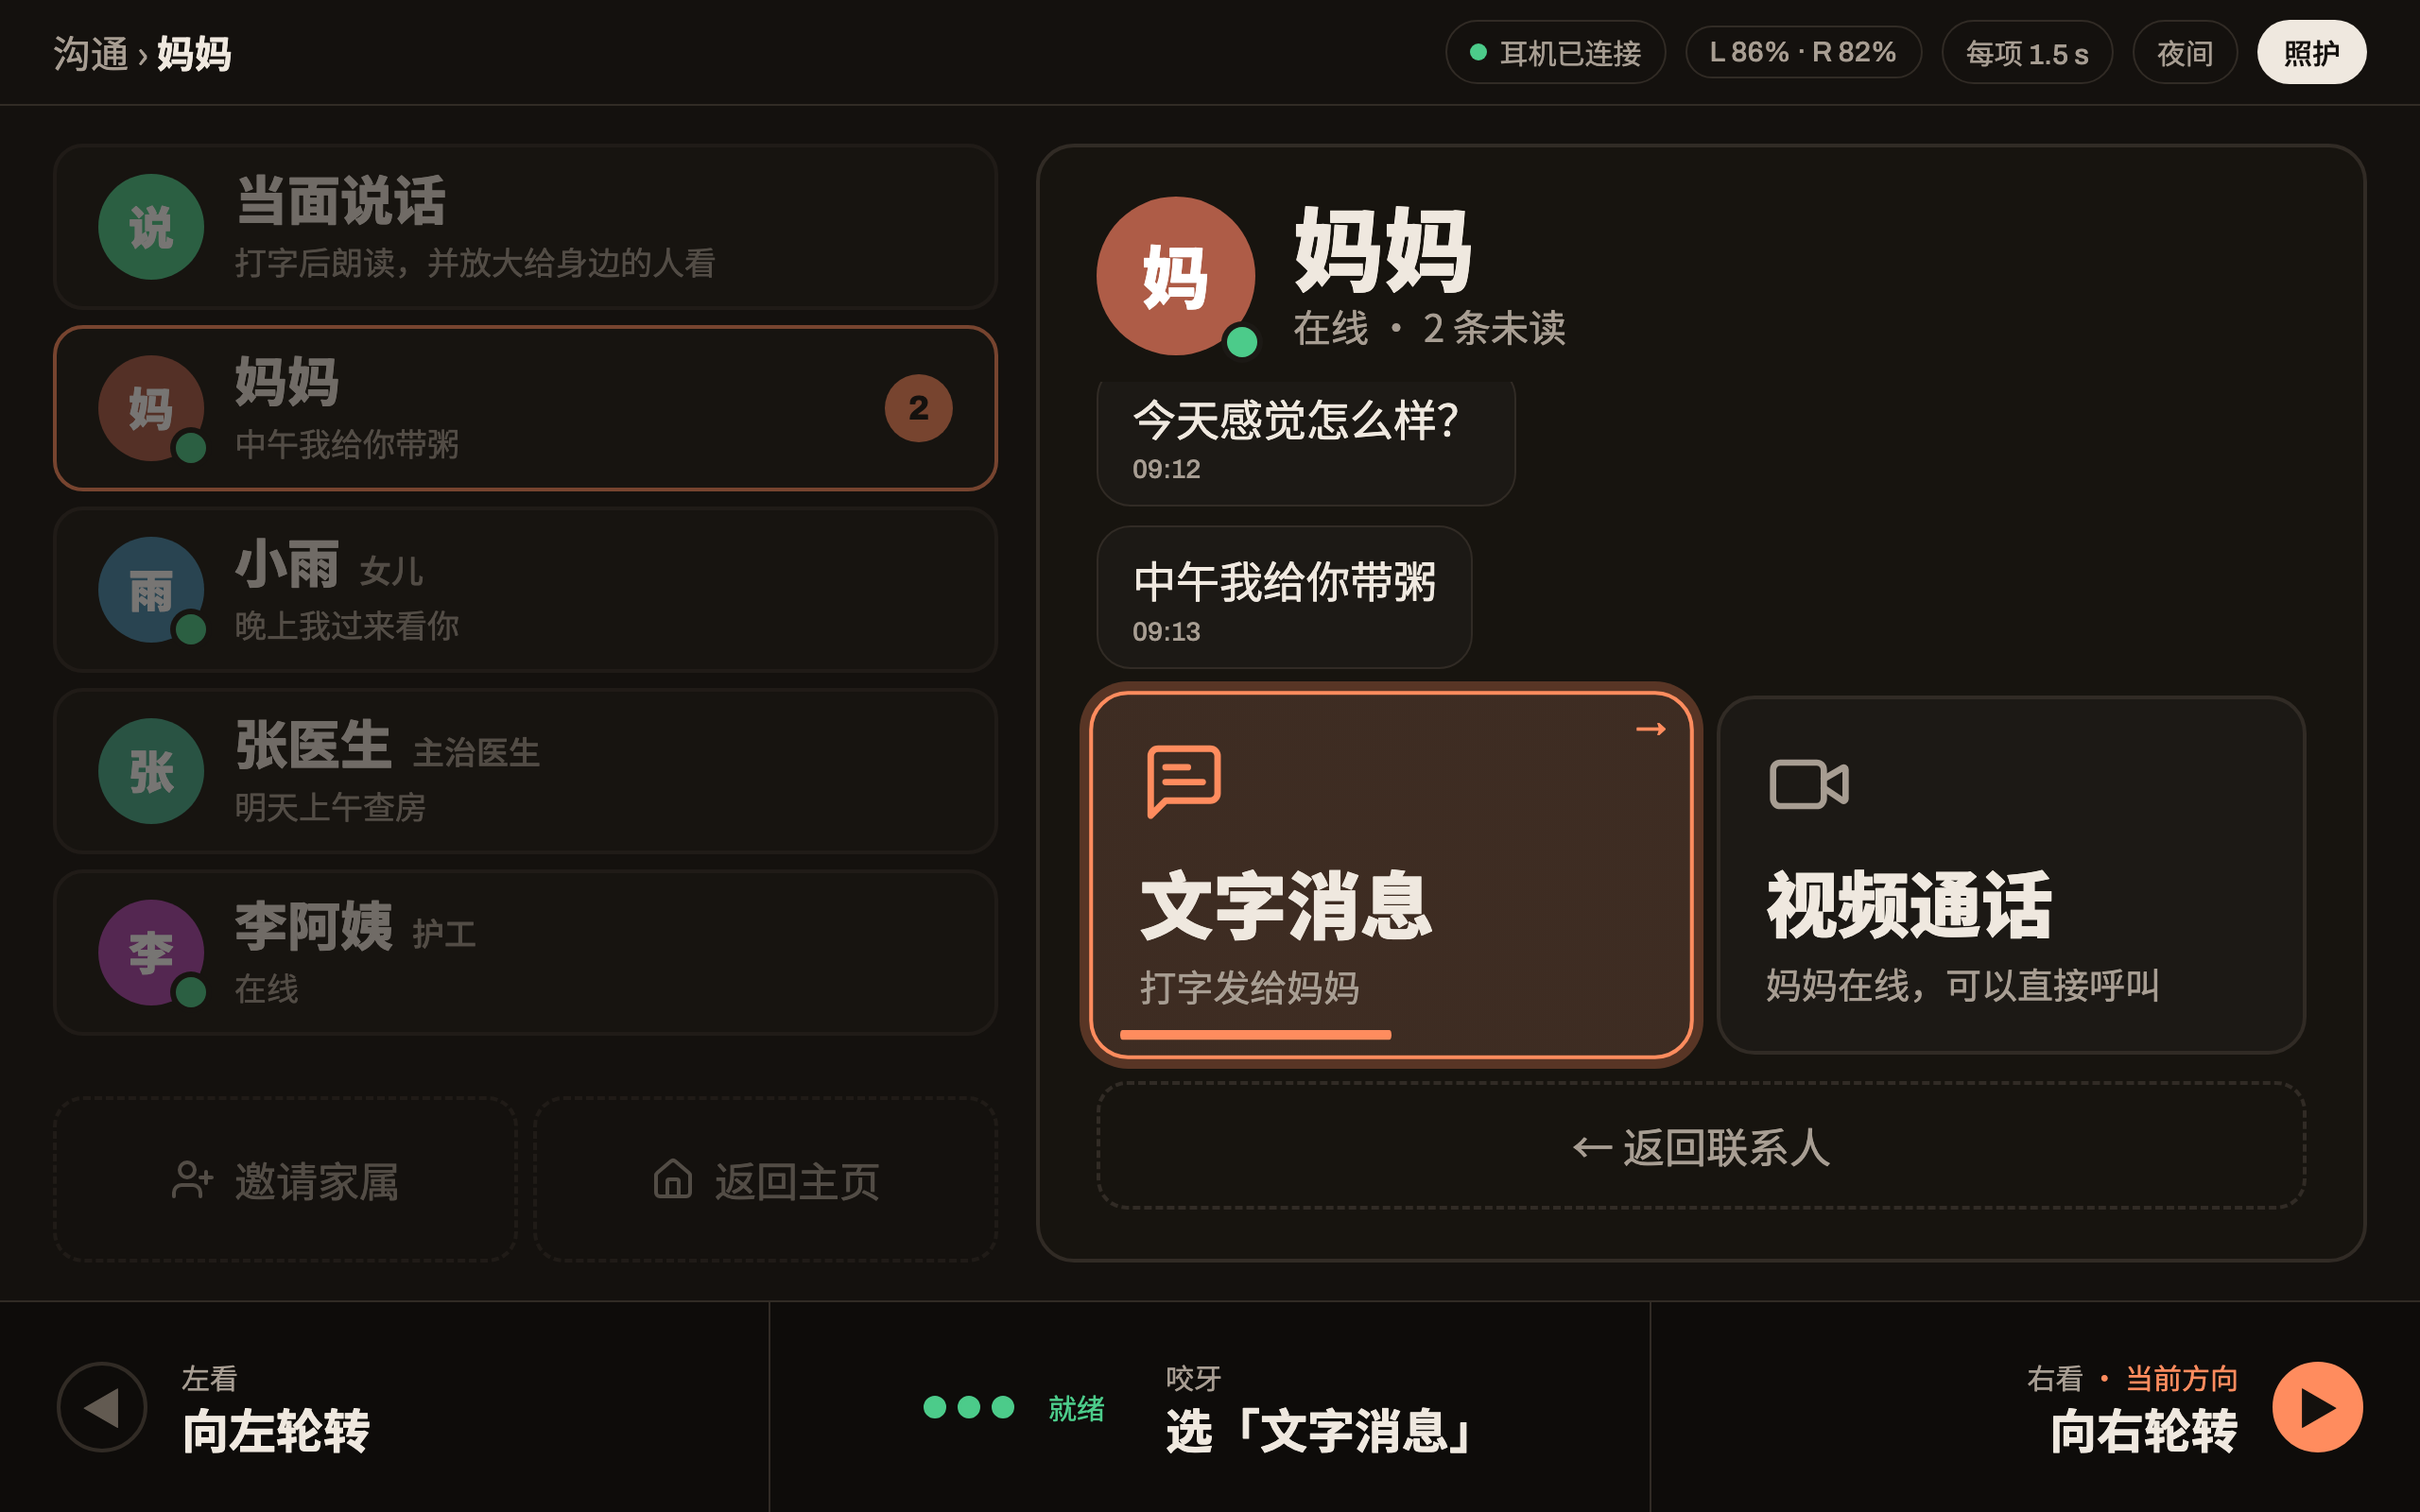 沟通 › 妈妈
耳机已连接
L 86% · R 82%
每项 1.5 s
夜间
照护
说
当面说话
打字后朗读，并放大给身边的人看
妈
妈妈
中午我给你带粥
2
雨
小雨 女儿
晚上我过来看你
张
张医生 主治医生
明天上午查房
李
李阿姨 护工
在线
邀请家属
返回主页
妈
妈妈
在线 · 2 条未读
今天感觉怎么样？
09:12
中午我给你带粥
09:13
→
文字消息
打字发给妈妈
视频通话
妈妈在线，可以直接呼叫
← 返回联系人
左看
向左轮转
就绪
咬牙
选「文字消息」
右看 · 当前方向
向右轮转